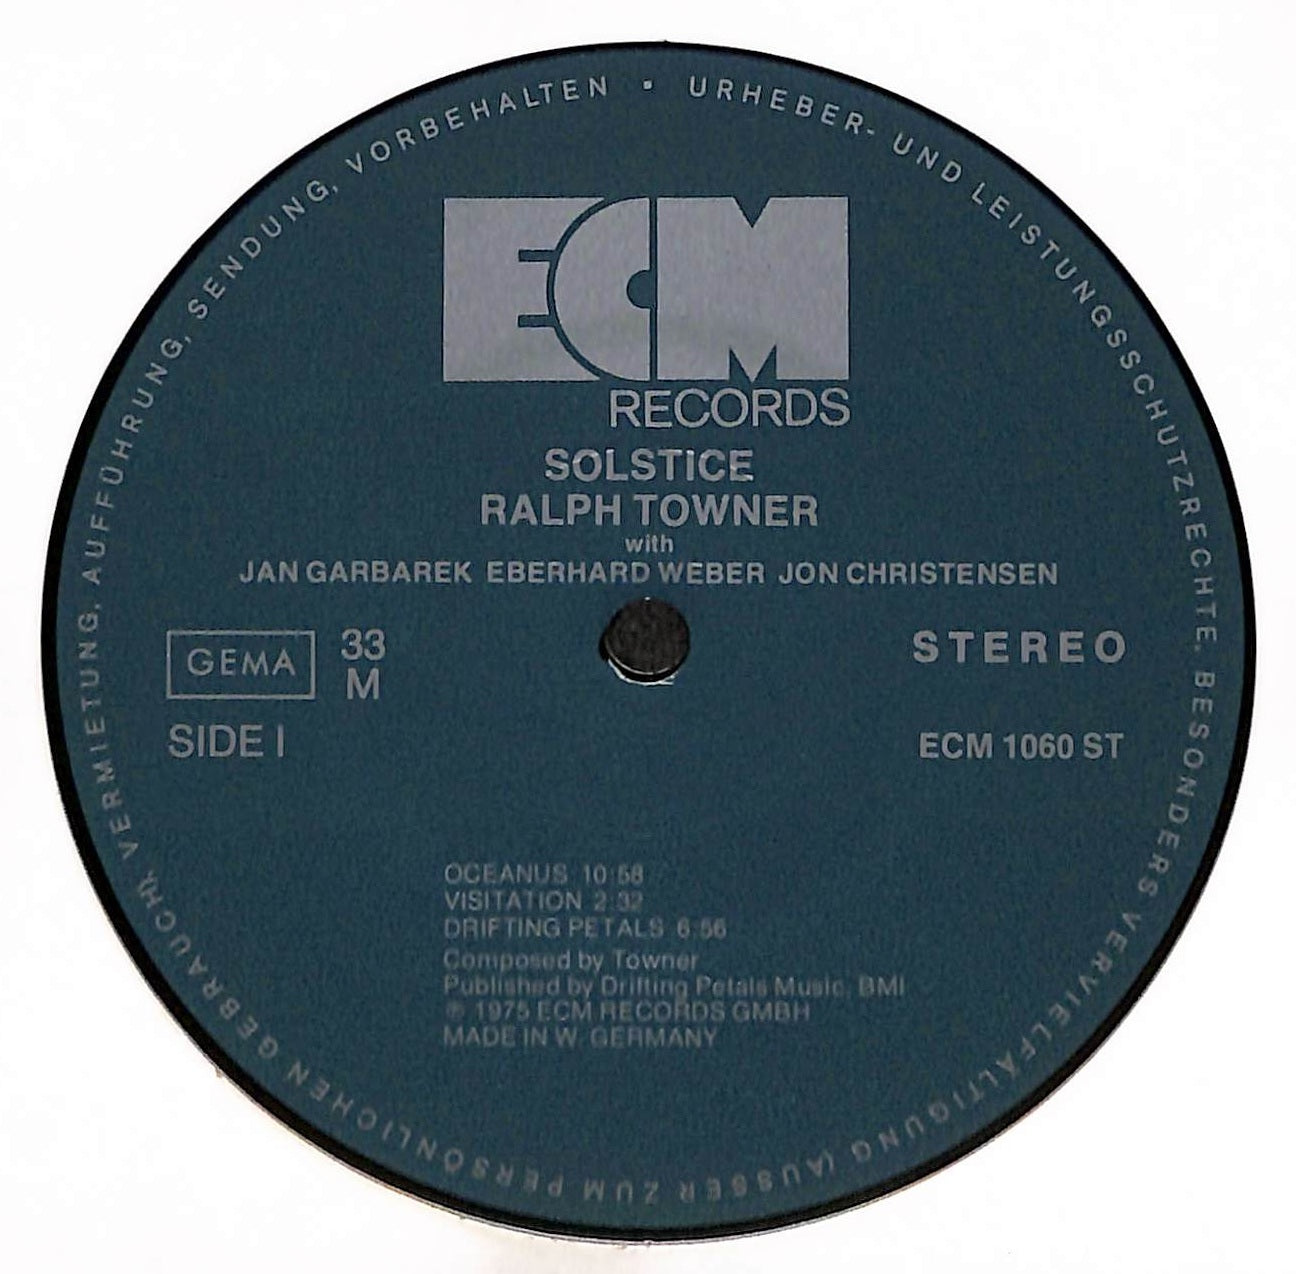 URHEBER- UND LEISTUNGSSCHUTZRECHTE, BESONDERS VERVIELFÄLTIGUNG (AUSSER ZUM PERSÖNLICHEN GEBRAUCH), VERMIETUNG, AUFFÜHRUNG, SENDUNG, VORBEHALTEN •
ECM
RECORDS
SOLSTICE
RALPH TOWNER
with
JAN GARBAREK EBERHARD WEBER JON CHRISTENSEN
GEMA 33 STEREO
M
SIDE I ECM 1060 ST
OCEANUS 10:58
VISITATION 2:32
DRIFTING PETALS 6:56
Composed by Towner
Published by Drifting Petals Music, BMI
℗ 1975 ECM RECORDS GMBH
MADE IN W. GERMANY